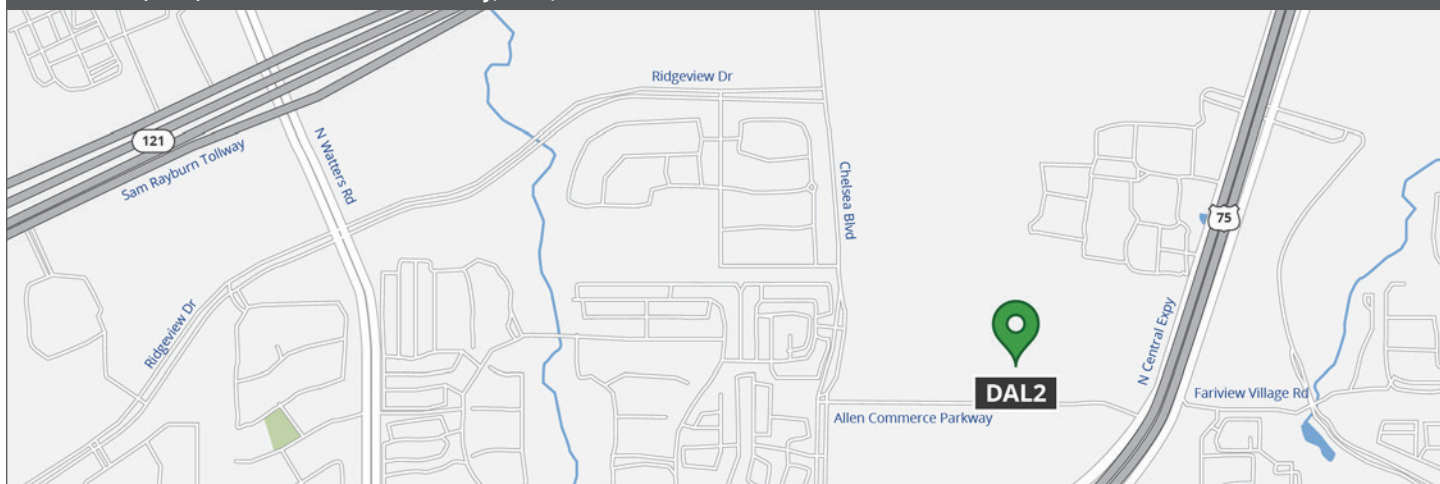 Ridgeview Dr
121
Sam Rayburn Tollway
N Watters Rd
Chelsea Blvd
75
Ridgeview Dr
N Central Expy
DAL2
Fariview Village Rd
Allen Commerce Parkway